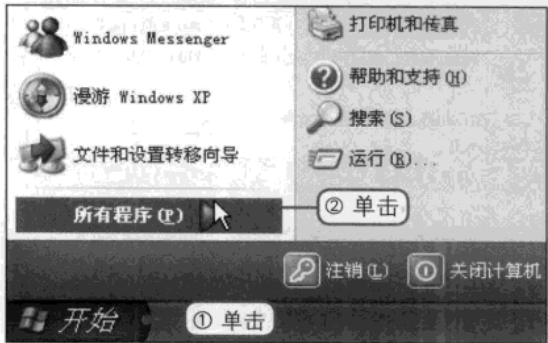 Windows Messenger
漫游 Windows XP
文件和设置转移向导
所有程序(P)
打印机和传真
帮助和支持(H)
搜索(S)
运行(R)...
② 单击
注销(L)
关闭计算机
开始
① 单击